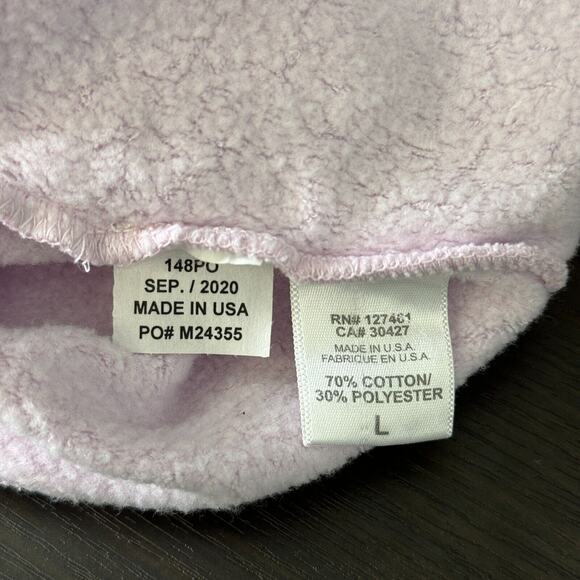 148PO
SEP. / 2020
MADE IN USA
PO# M24355
RN# 127461
CA# 30427
MADE IN U.S.A.
FABRIQUE EN U.S.A.
70% COTTON/
30% POLYESTER
L